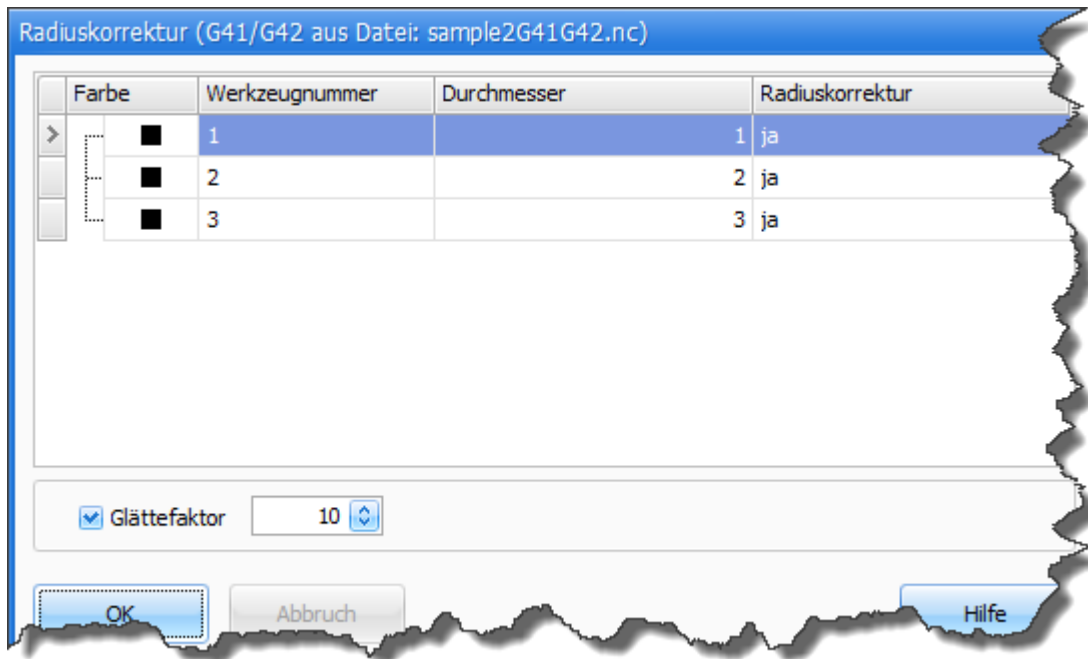 Radiuskorrektur (G41/G42 aus Datei: sample2G41G42.nc)
Farbe Werkzeugnummer Durchmesser Radiuskorrektur
1 1 ja
2 2 ja
3 3 ja
Glättefaktor 10
OK Abbruch Hilfe